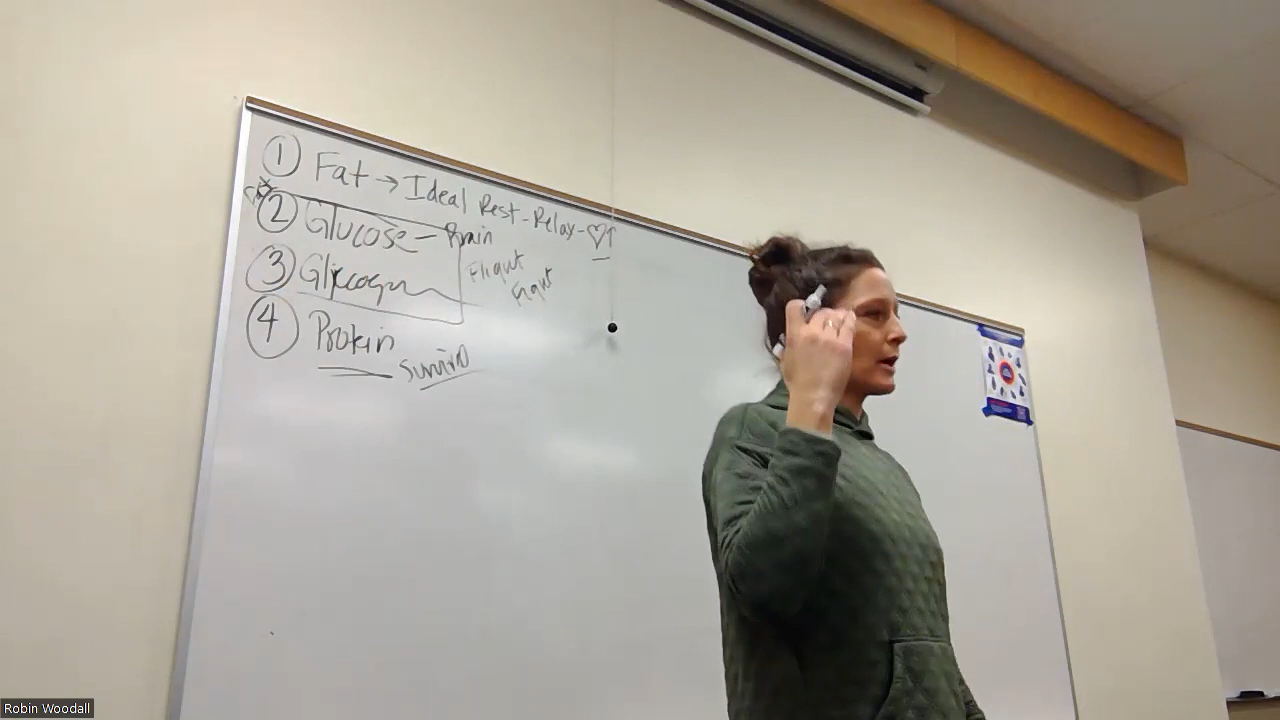 1 Fat → Ideal Rest-Relax-♡↑
2 Glucose - Brain
Flight
Fight
3 Glycogen
4 Protein
Survival
Robin Woodall